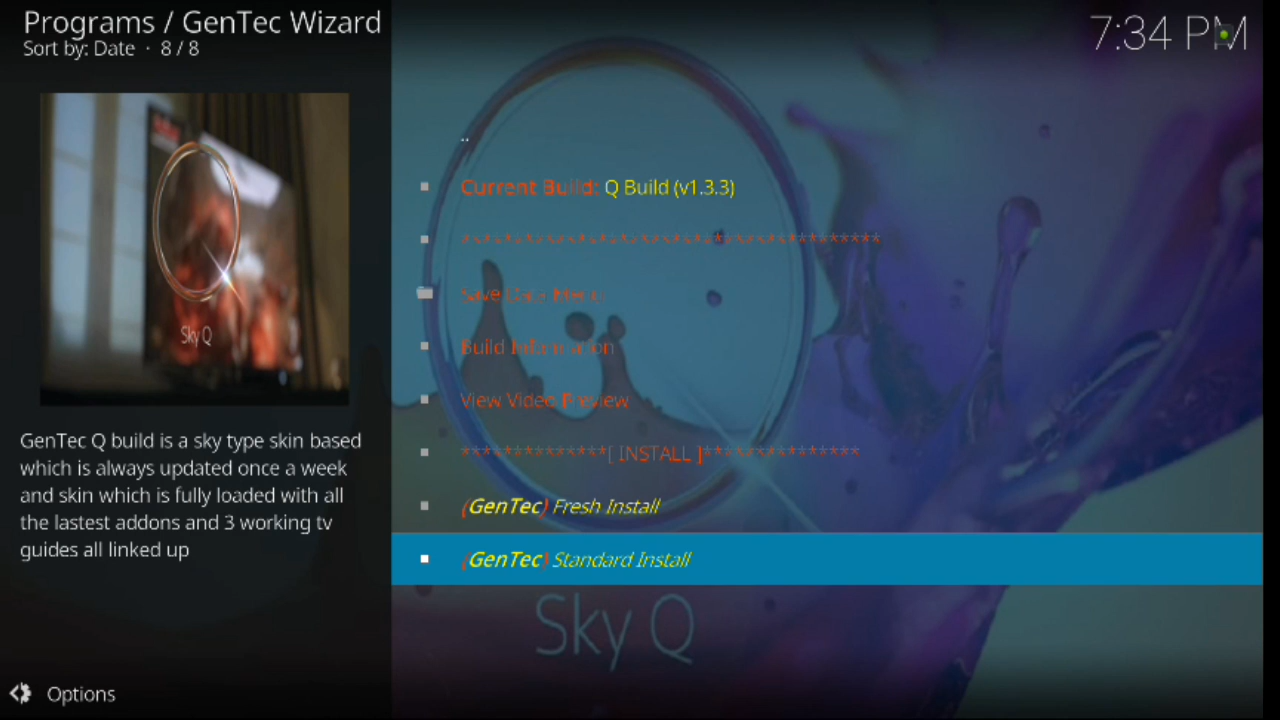 Programs / GenTec Wizard
Sort by: Date · 8 / 8
7:34 PM
..
Current Build: Q Build (v1.3.3)
****************************************
Save Data Menu
Build Information
View Video Preview
**************[ INSTALL ]***************
(GenTec) Fresh Install
(GenTec) Standard Install
Sky Q
GenTec Q build is a sky type skin based
which is always updated once a week
and skin which is fully loaded with all
the lastest addons and 3 working tv
guides all linked up
Sky Q
Options